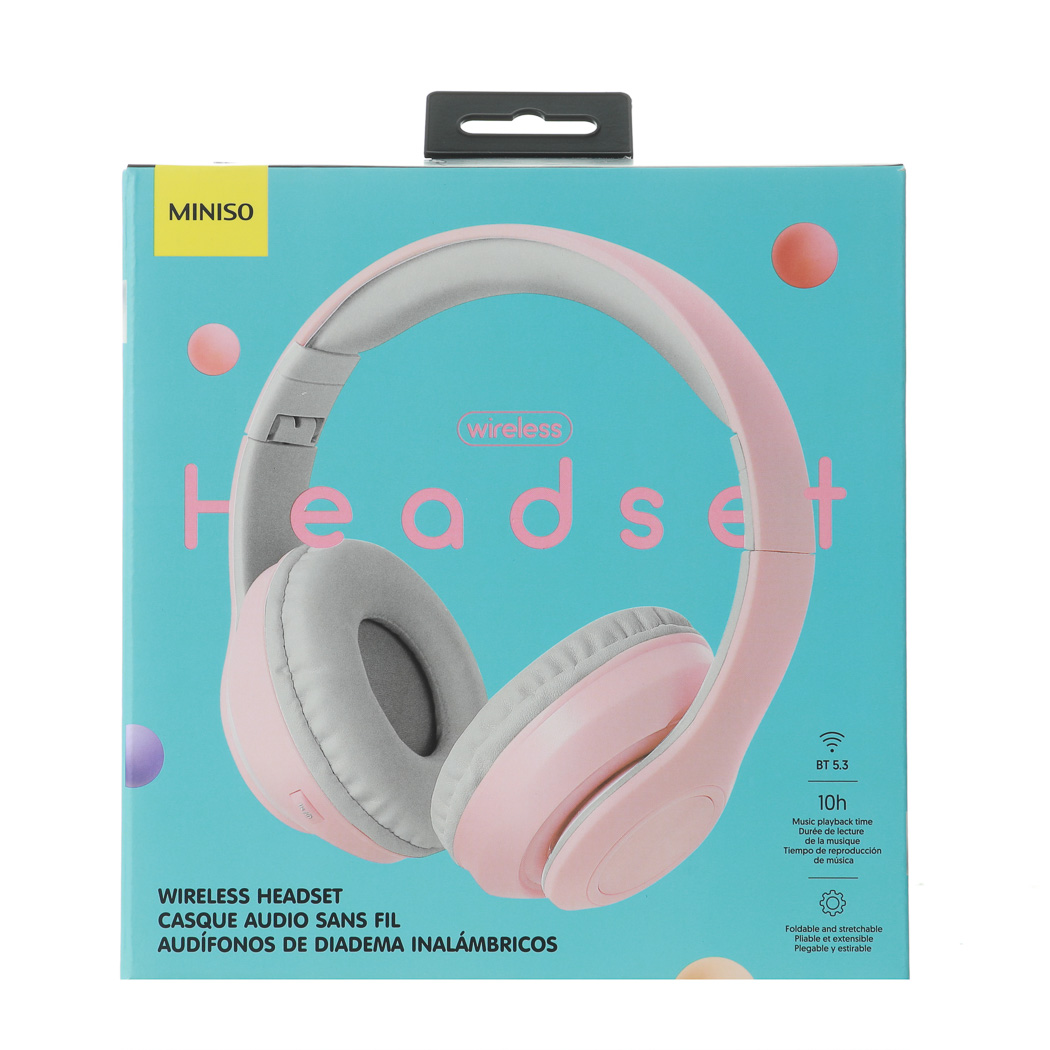 MINISO
wireless
Headset
BT 5.3
10h
Music playback time
Durée de lecture
de la musique
Tiempo de reproducción
de música
Foldable and stretchable
Pliable et extensible
Plegable y estirable
WIRELESS HEADSET
CASQUE AUDIO SANS FIL
AUDÍFONOS DE DIADEMA INALÁMBRICOS